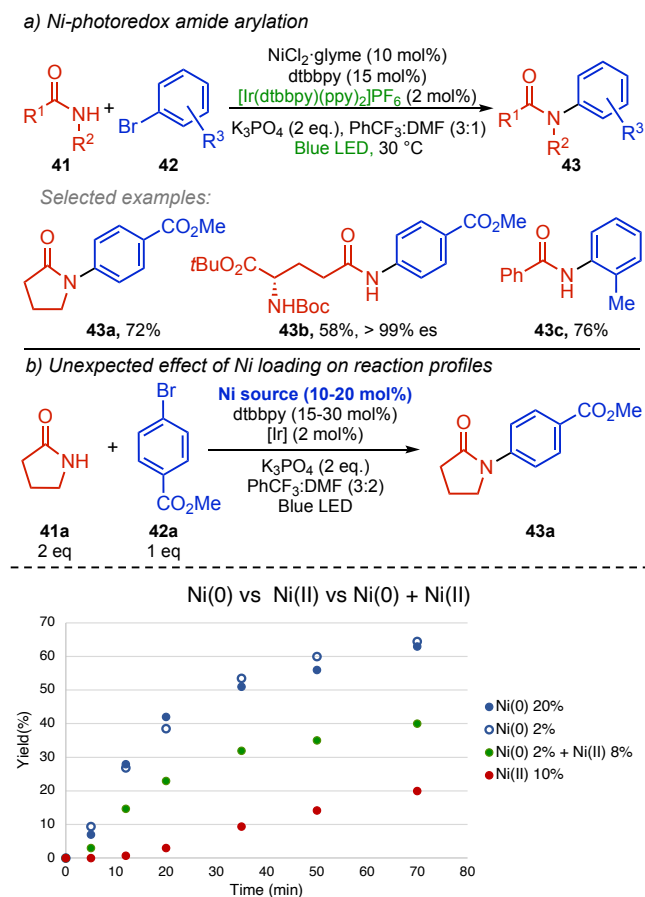 a) Ni-photoredox amide arylation
O
R1
NH
R2
41
+
Br
R3
42
NiCl2·glyme (10 mol%)
dtbbpy (15 mol%)
[Ir(dtbbpy)(ppy)2]PF6 (2 mol%)
K3PO4 (2 eq.), PhCF3:DMF (3:1)
Blue LED, 30 °C
O
R1
N
R2
R3
43
Selected examples:
O
N
CO2Me
43a, 72%
tBuO2C
NHBoc
O
N
H
CO2Me
43b, 58%, > 99% es
O
Ph
N
H
Me
43c, 76%
b) Unexpected effect of Ni loading on reaction profiles
O
NH
41a
2 eq
+
Br
CO2Me
42a
1 eq
Ni source (10-20 mol%)
dtbbpy (15-30 mol%)
[Ir] (2 mol%)
K3PO4 (2 eq.)
PhCF3:DMF (3:2)
Blue LED
O
N
CO2Me
43a
Ni(0) vs Ni(II) vs Ni(0) + Ni(II)
Yield(%)
70
60
50
40
30
20
10
0
0 10 20 30 40 50 60 70 80
Time (min)
Ni(0) 20%
Ni(0) 2%
Ni(0) 2% + Ni(II) 8%
Ni(II) 10%